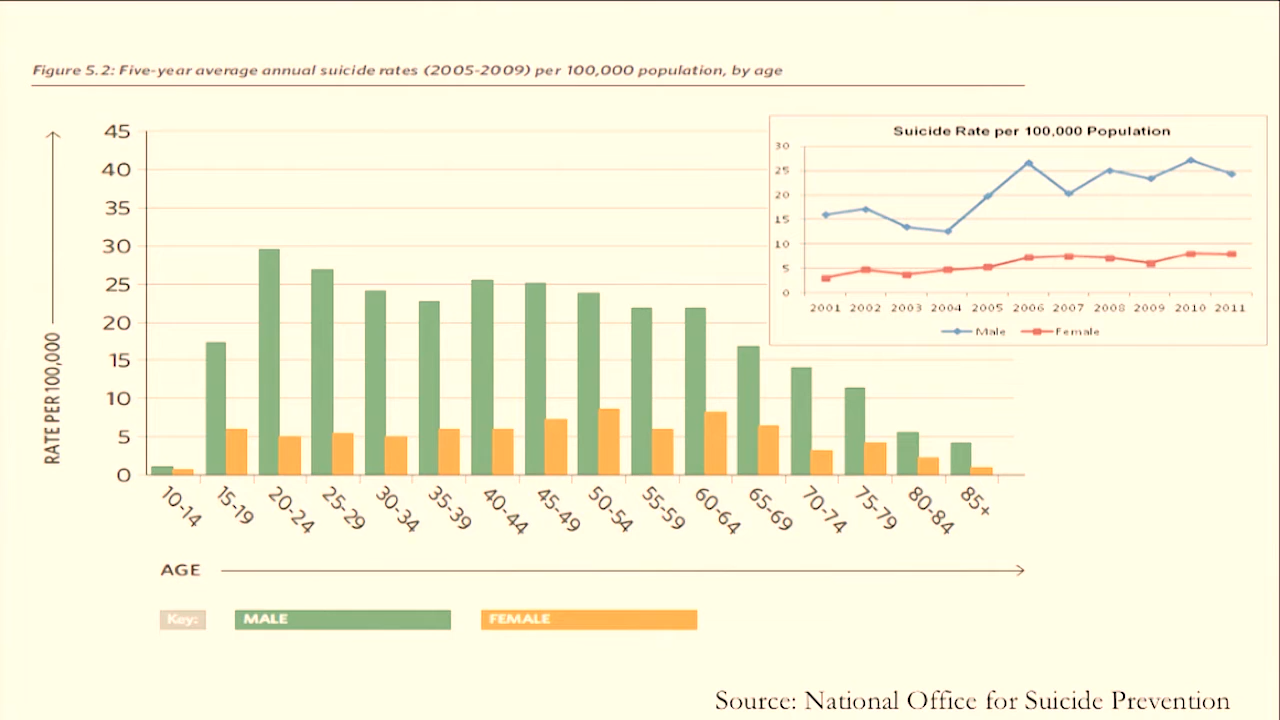 Figure 5.2: Five-year average annual suicide rates (2005-2009) per 100,000 population, by age
RATE PER 100,000
45
40
35
30
25
20
15
10
5
0
10-14 15-19 20-24 25-29 30-34 35-39 40-44 45-49 50-54 55-59 60-64 65-69 70-74 75-79 80-84 85+
AGE
Key: MALE FEMALE
Suicide Rate per 100,000 Population
30
25
20
15
10
5
0
2001 2002 2003 2004 2005 2006 2007 2008 2009 2010 2011
Male Female
Source: National Office for Suicide Prevention